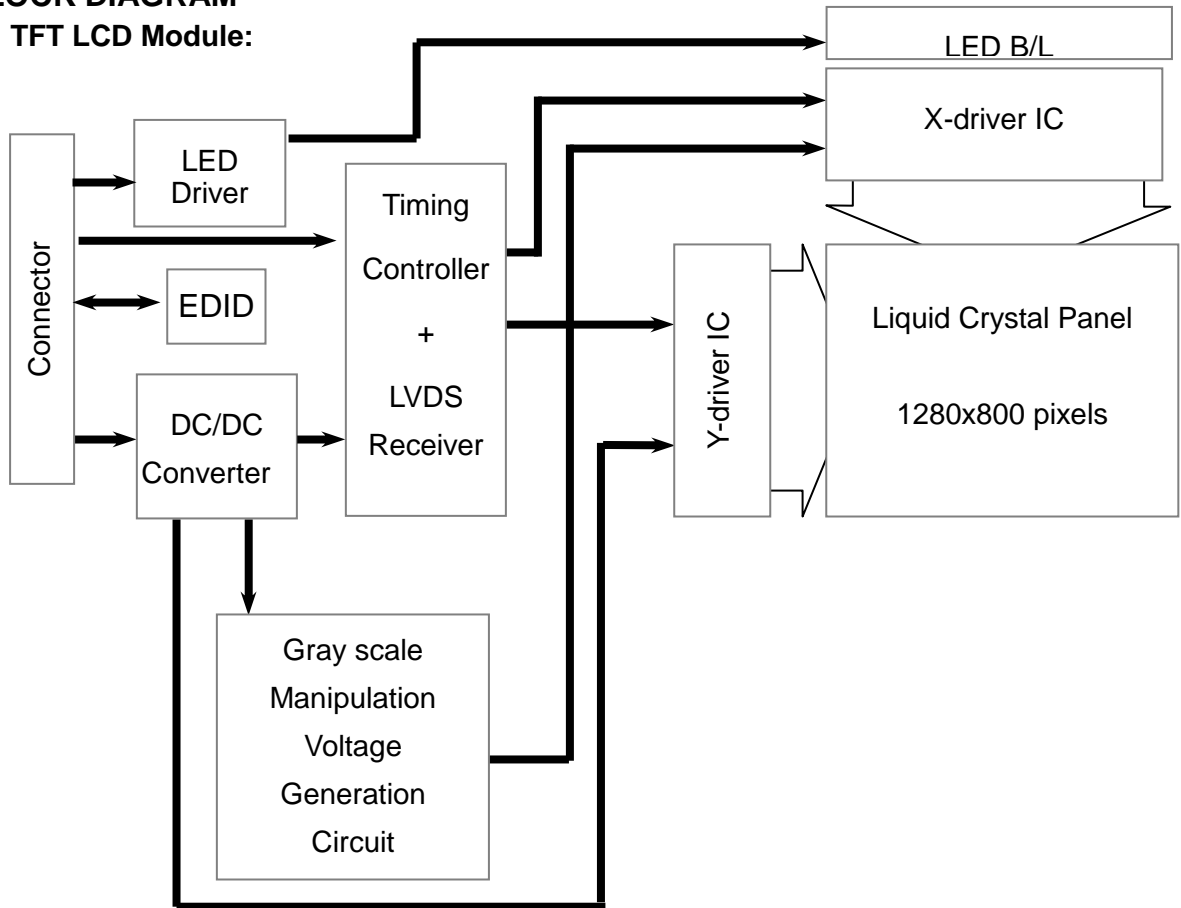 TFT LCD Module:
LED B/L
X-driver IC
LED
Driver
Timing
Controller
+
LVDS
Receiver
Connector
EDID
DC/DC
Converter
Y-driver IC
Liquid Crystal Panel
1280x800 pixels
Gray scale
Manipulation
Voltage
Generation
Circuit